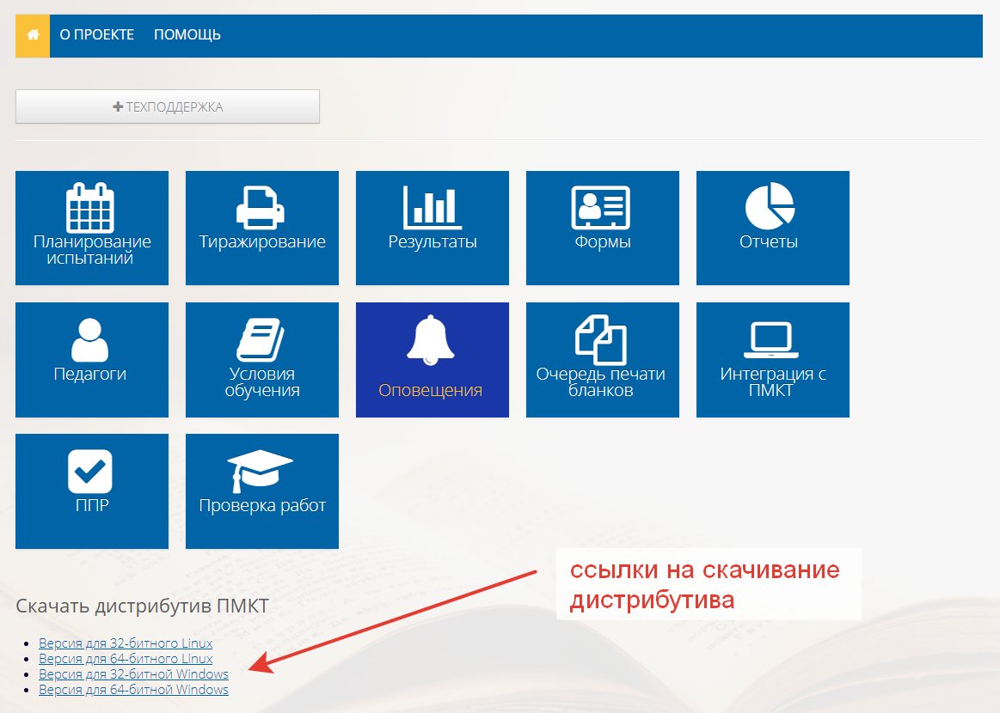 О ПРОЕКТЕ ПОМОЩЬ
ТЕХПОДДЕРЖКА
Планирование
испытаний
Тиражирование
Результаты
Формы
Отчеты
Педагоги
Условия
обучения
Оповещения
Очередь печати
бланков
Интеграция с
ПМКТ
ППР
Проверка работ
ссылки на скачивание
дистрибутива
Скачать дистрибутив ПМКТ
Версия для 32-битного Linux
Версия для 64-битного Linux
Версия для 32-битной Windows
Версия для 64-битной Windows